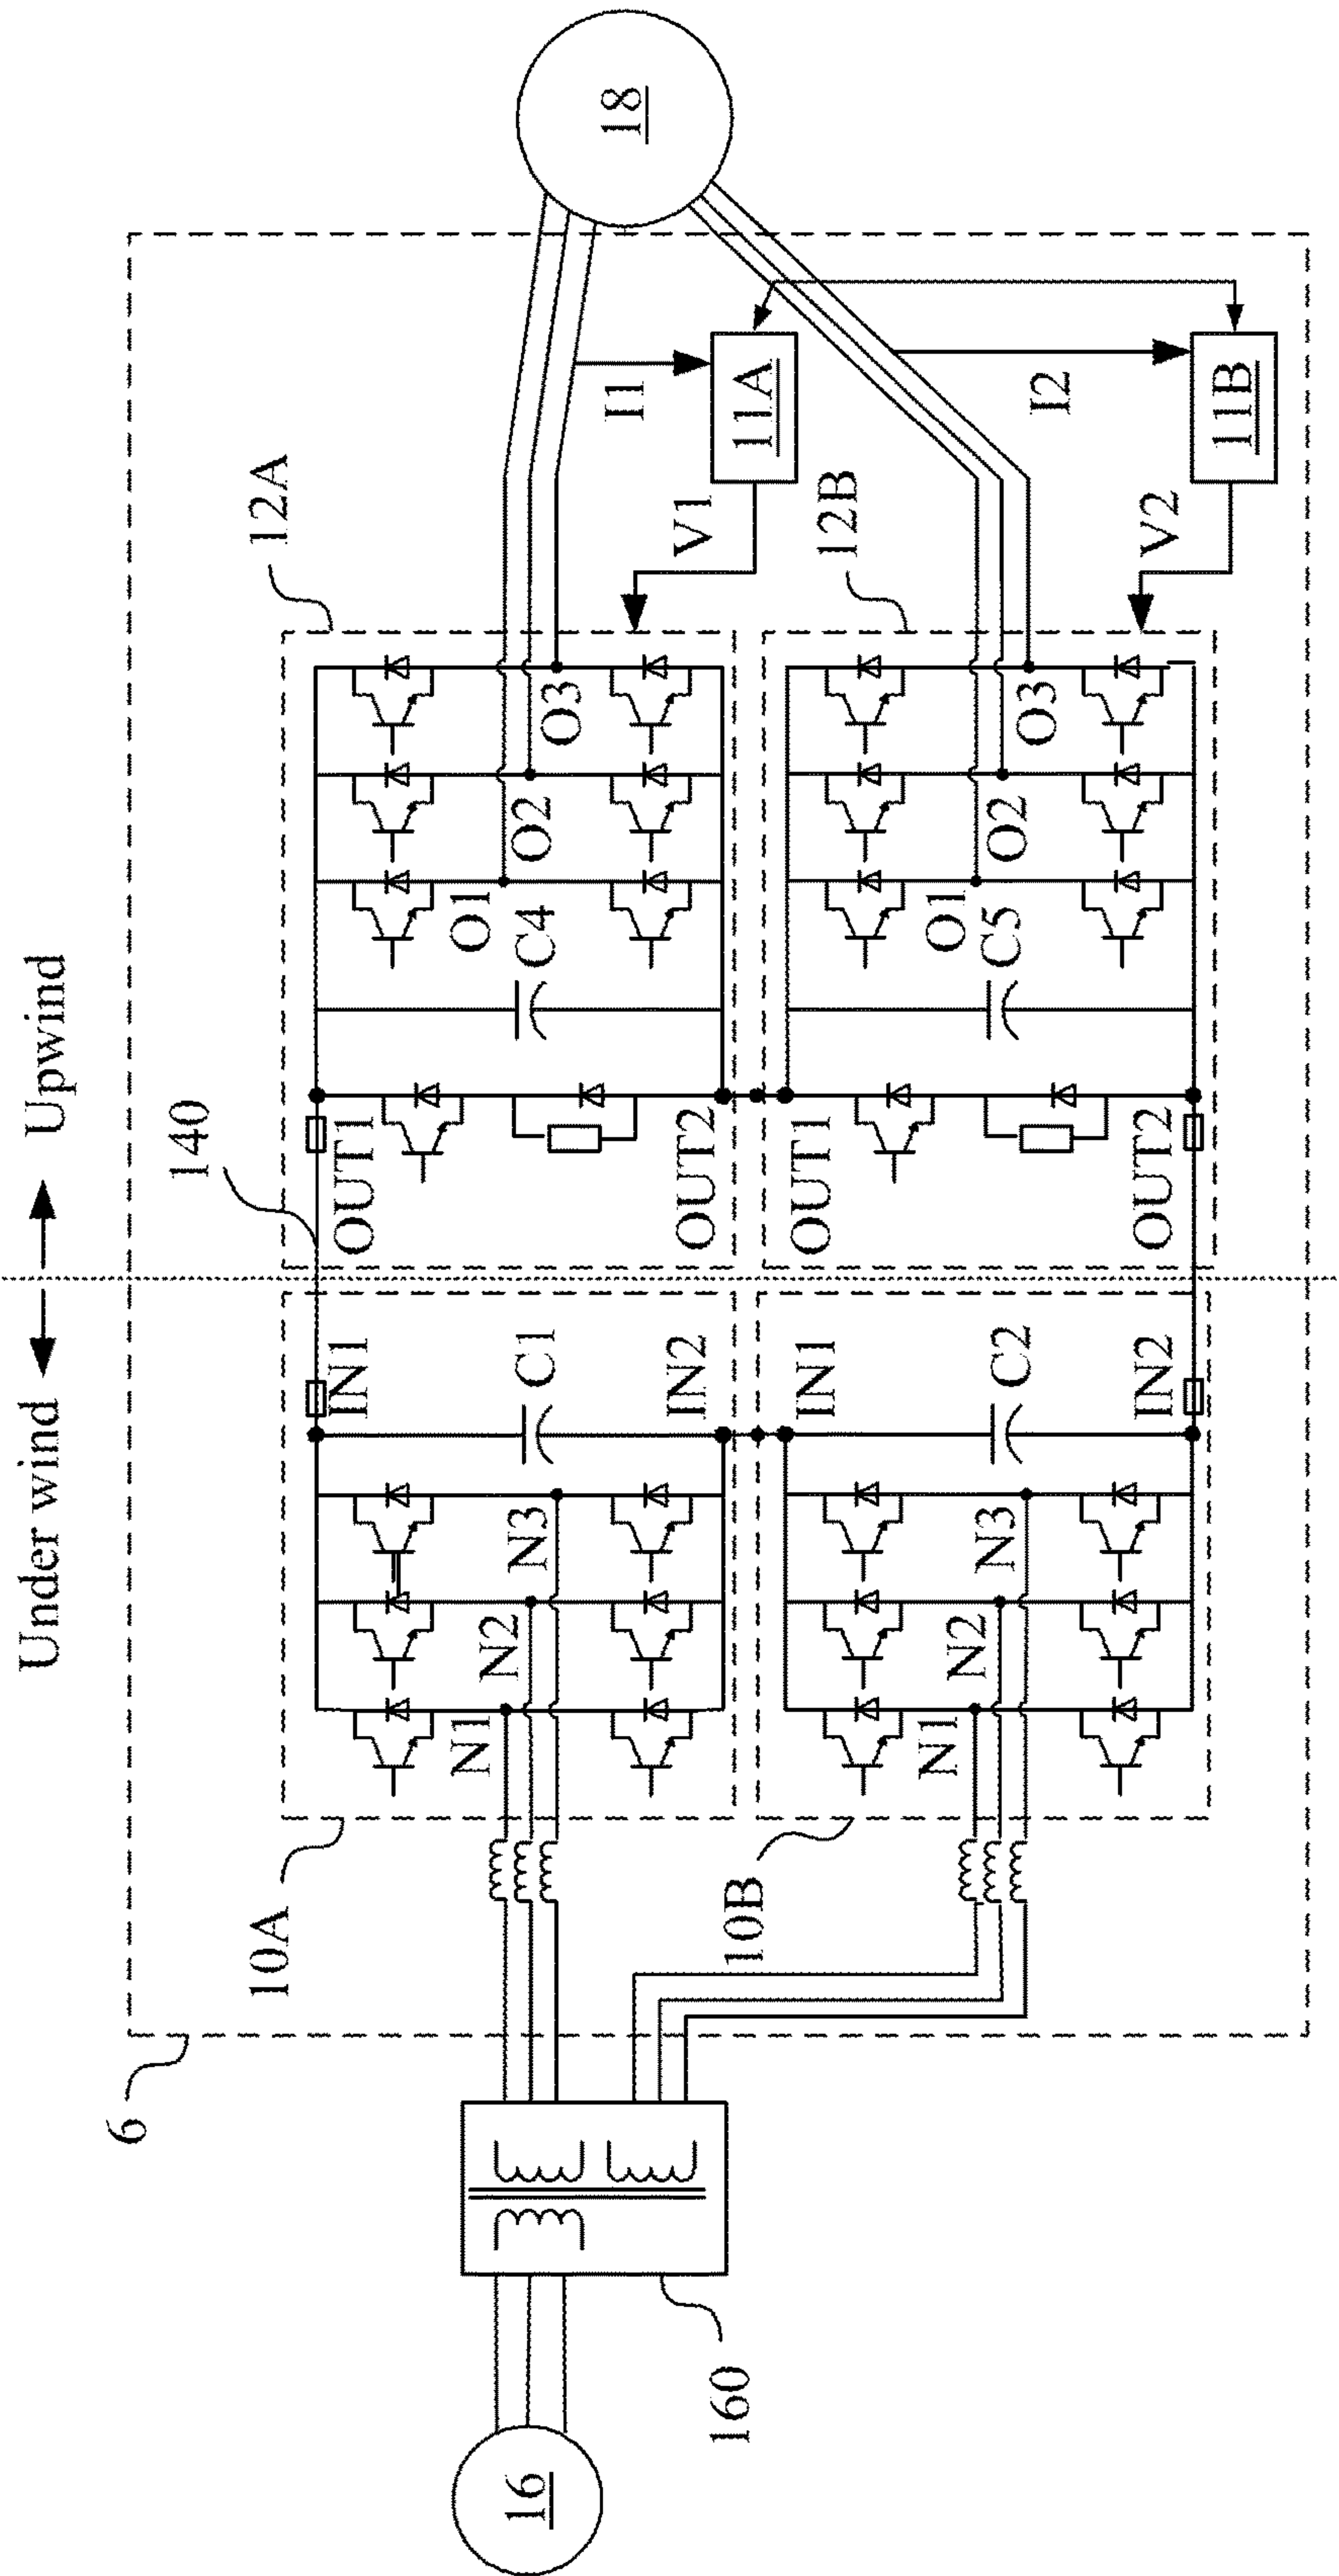 Under wind
Upwind
6
140
10A
12A
IN1
OUT1
N1
N2
N3
C1
O1
C4
O2
O3
I1
18
V1
11A
IN2
OUT2
16
160
10B
12B
IN1
OUT1
N1
N2
N3
C2
O1
C5
O2
O3
I2
IN2
OUT2
V2
11B